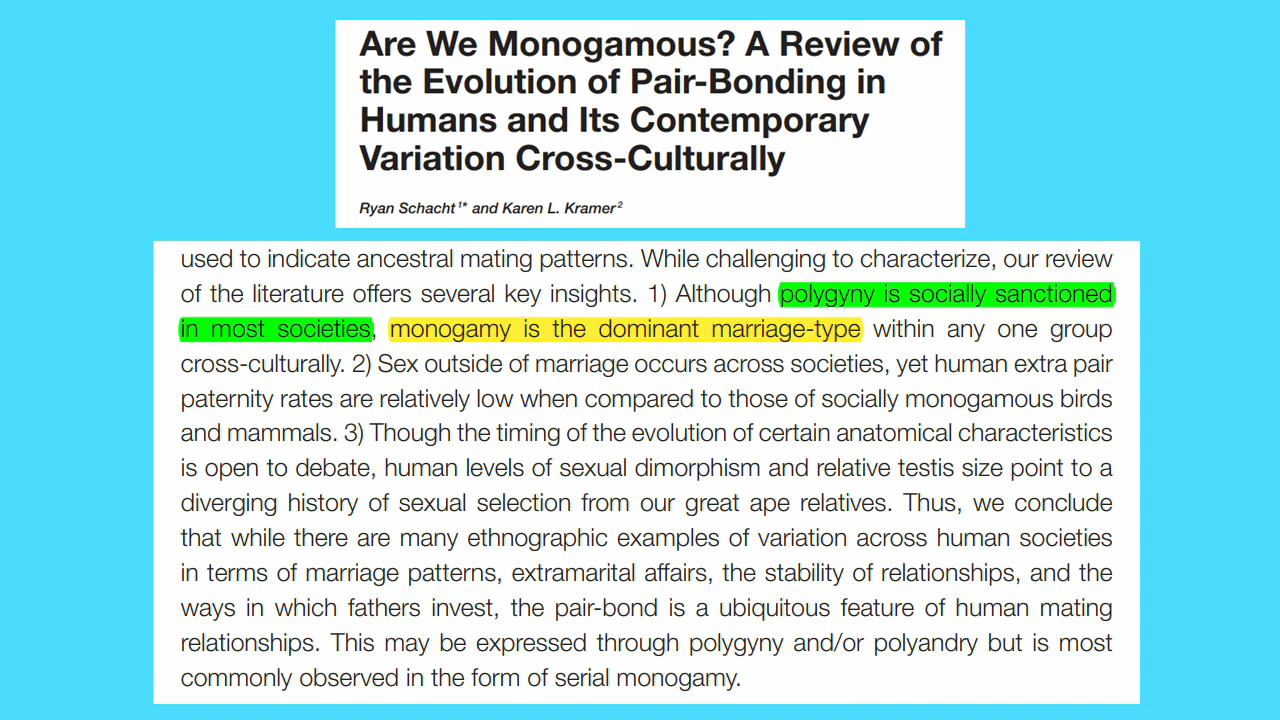 Are We Monogamous? A Review of
the Evolution of Pair-Bonding in
Humans and Its Contemporary
Variation Cross-Culturally
Ryan Schacht 1* and Karen L. Kramer 2
used to indicate ancestral mating patterns. While challenging to characterize, our review
of the literature offers several key insights. 1) Although polygyny is socially sanctioned
in most societies, monogamy is the dominant marriage-type within any one group
cross-culturally. 2) Sex outside of marriage occurs across societies, yet human extra pair
paternity rates are relatively low when compared to those of socially monogamous birds
and mammals. 3) Though the timing of the evolution of certain anatomical characteristics
is open to debate, human levels of sexual dimorphism and relative testis size point to a
diverging history of sexual selection from our great ape relatives. Thus, we conclude
that while there are many ethnographic examples of variation across human societies
in terms of marriage patterns, extramarital affairs, the stability of relationships, and the
ways in which fathers invest, the pair-bond is a ubiquitous feature of human mating
relationships. This may be expressed through polygyny and/or polyandry but is most
commonly observed in the form of serial monogamy.